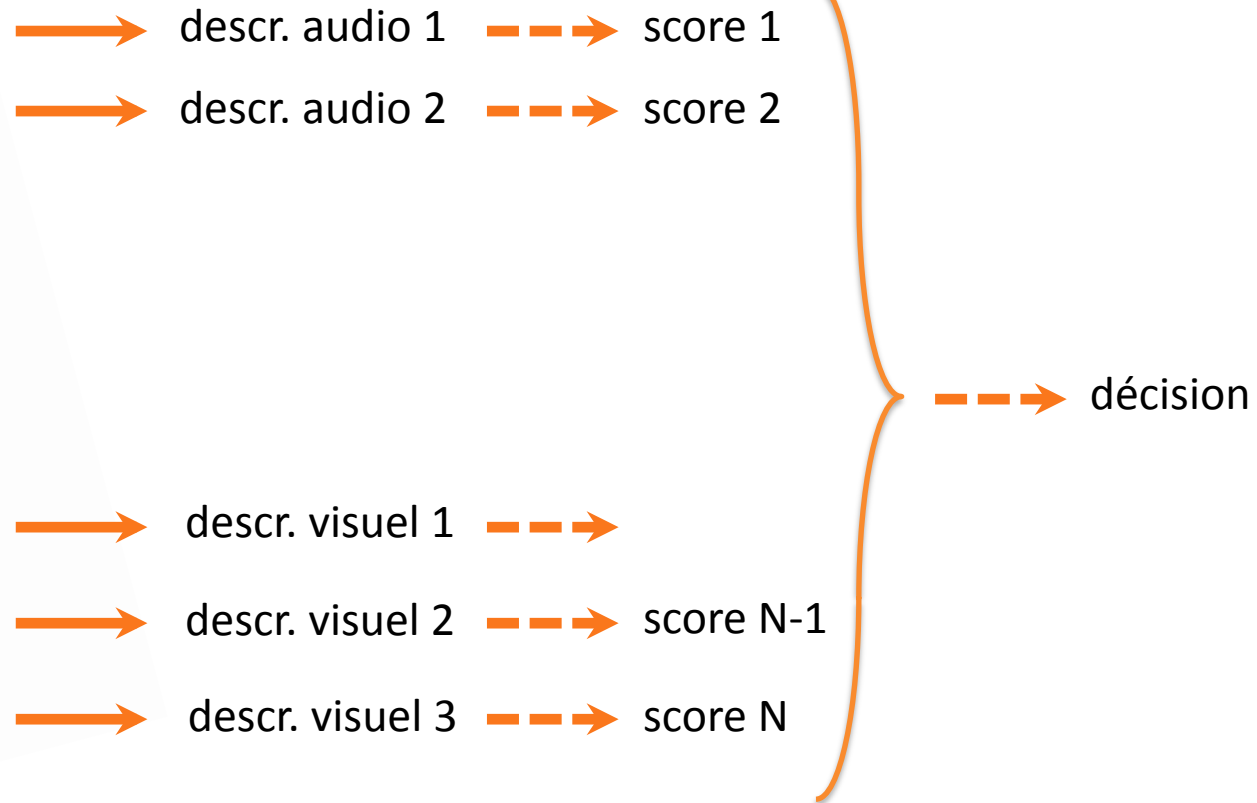 descr. audio 1 score 1
descr. audio 2 score 2
décision
descr. visuel 1
descr. visuel 2 score N-1
descr. visuel 3 score N